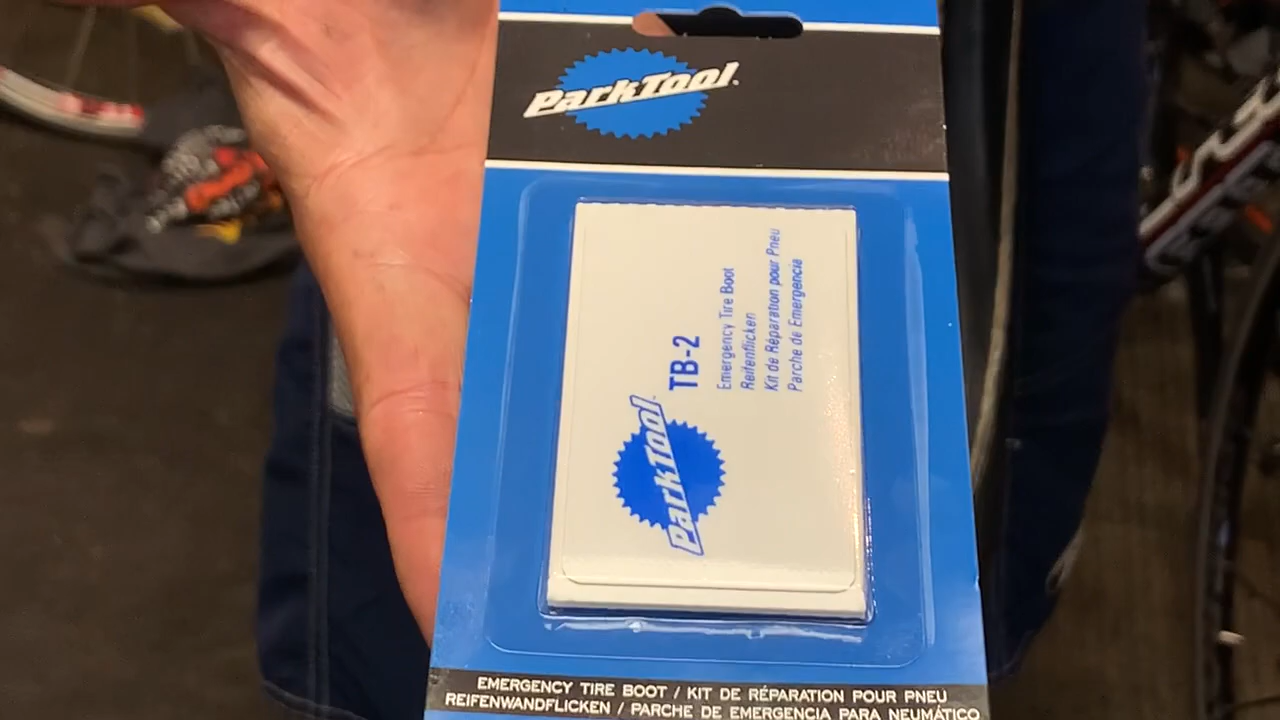 ParkTool
ParkTool
TB-2
Emergency Tire Boot
Reifenflicken
Kit de Réparation pour Pneu
Parche de Emergencia
EMERGENCY TIRE BOOT / KIT DE RÉPARATION POUR PNEU
REIFENWANDFLICKEN / PARCHE DE EMERGENCIA PARA NEUMÁTICO